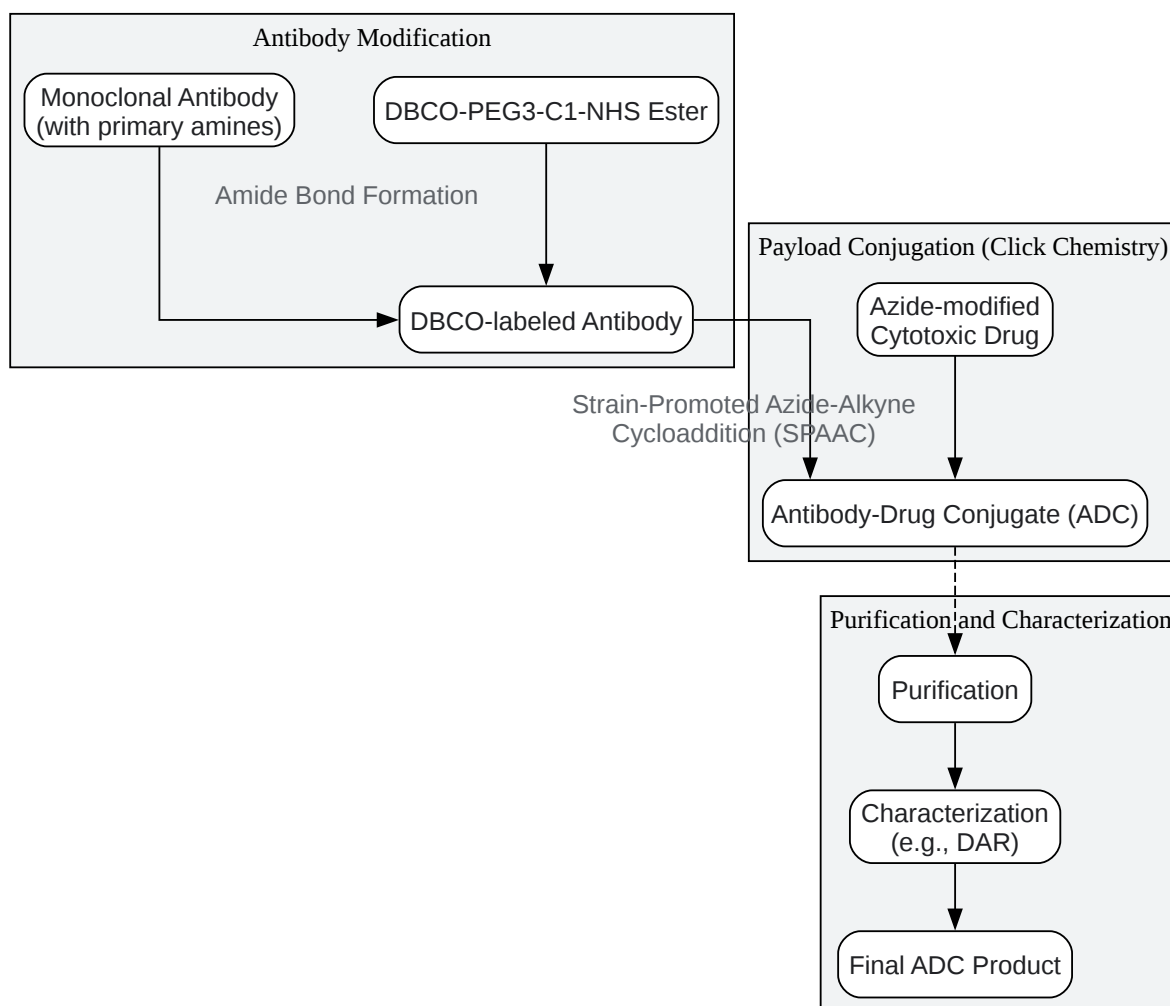 Antibody Modification
Monoclonal Antibody
(with primary amines)
DBCO-PEG3-C1-NHS Ester
Amide Bond Formation
DBCO-labeled Antibody
Payload Conjugation (Click Chemistry)
Azide-modified
Cytotoxic Drug
Strain-Promoted Azide-Alkyne
Cycloaddition (SPAAC)
Antibody-Drug Conjugate (ADC)
Purification and Characterization
Purification
Characterization
(e.g., DAR)
Final ADC Product